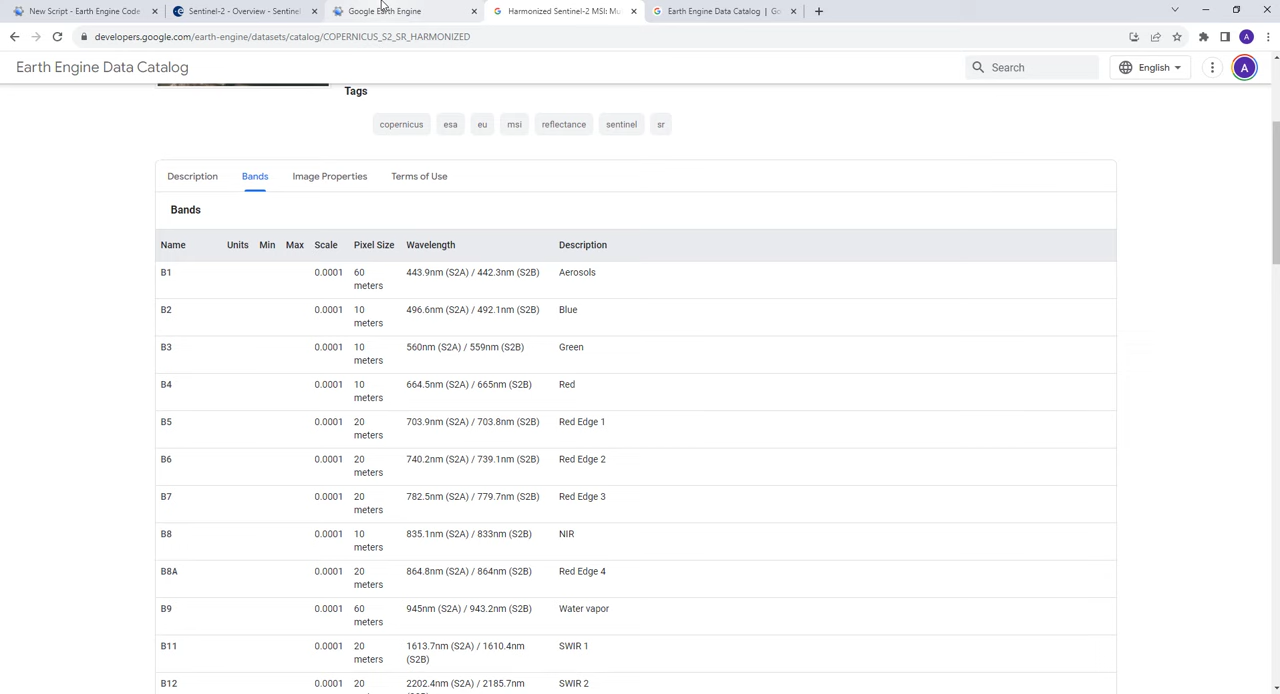 New Script - Earth Engine Code
Sentinel-2 - Overview - Sentinel
Google Earth Engine
Harmonized Sentinel-2 MSI: Mu
Earth Engine Data Catalog | Go
developers.google.com/earth-engine/datasets/catalog/COPERNICUS_S2_SR_HARMONIZED
A
Earth Engine Data Catalog
Search
English
A
Tags
copernicus esa eu msi reflectance sentinel sr
Description Bands Image Properties Terms of Use
Bands
Name Units Min Max Scale Pixel Size Wavelength Description
B1 0.0001 60 443.9nm (S2A) / 442.3nm (S2B) Aerosols
meters
B2 0.0001 10 496.6nm (S2A) / 492.1nm (S2B) Blue
meters
B3 0.0001 10 560nm (S2A) / 559nm (S2B) Green
meters
B4 0.0001 10 664.5nm (S2A) / 665nm (S2B) Red
meters
B5 0.0001 20 703.9nm (S2A) / 703.8nm (S2B) Red Edge 1
meters
B6 0.0001 20 740.2nm (S2A) / 739.1nm (S2B) Red Edge 2
meters
B7 0.0001 20 782.5nm (S2A) / 779.7nm (S2B) Red Edge 3
meters
B8 0.0001 10 835.1nm (S2A) / 833nm (S2B) NIR
meters
B8A 0.0001 20 864.8nm (S2A) / 864nm (S2B) Red Edge 4
meters
B9 0.0001 60 945nm (S2A) / 943.2nm (S2B) Water vapor
meters
B11 0.0001 20 1613.7nm (S2A) / 1610.4nm SWIR 1
meters (S2B)
B12 0.0001 20 2202.4nm (S2A) / 2185.7nm SWIR 2